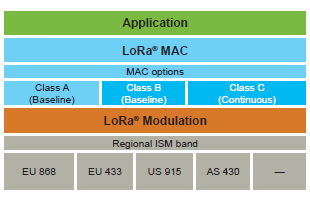 Application
LoRa® MAC
MAC options
Class A
(Baseline)
Class B
(Baseline)
Class C
(Continuous)
LoRa® Modulation
Regional ISM band
EU 868
EU 433
US 915
AS 430
—